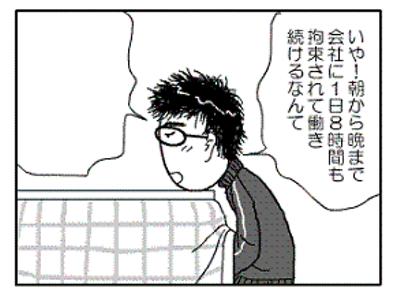 いや！朝から晩まで
会社に１日８時間も
拘束されて働き
続けるなんて